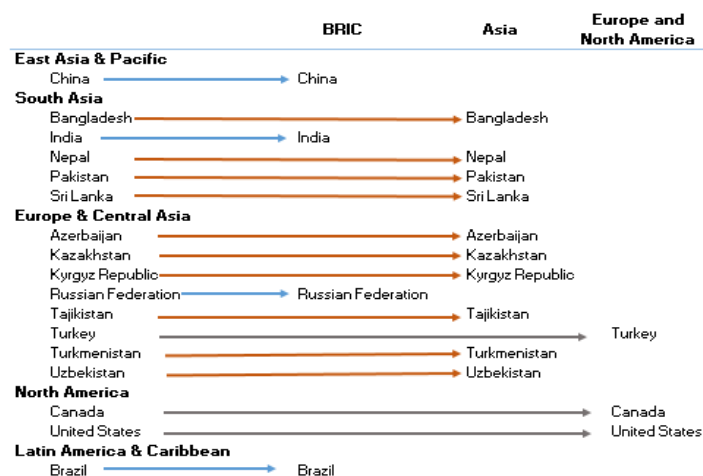 BRIC Asia Europe and
North America
East Asia & Pacific
China China
South Asia
Bangladesh Bangladesh
India India
Nepal Nepal
Pakistan Pakistan
Sri Lanka Sri Lanka
Europe & Central Asia
Azerbaijan Azerbaijan
Kazakhstan Kazakhstan
Kyrgyz Republic Kyrgyz Republic
Russian Federation Russian Federation
Tajikistan Tajikistan
Turkey Turkey
Turkmenistan Turkmenistan
Uzbekistan Uzbekistan
North America
Canada Canada
United States United States
Latin America & Caribbean
Brazil Brazil